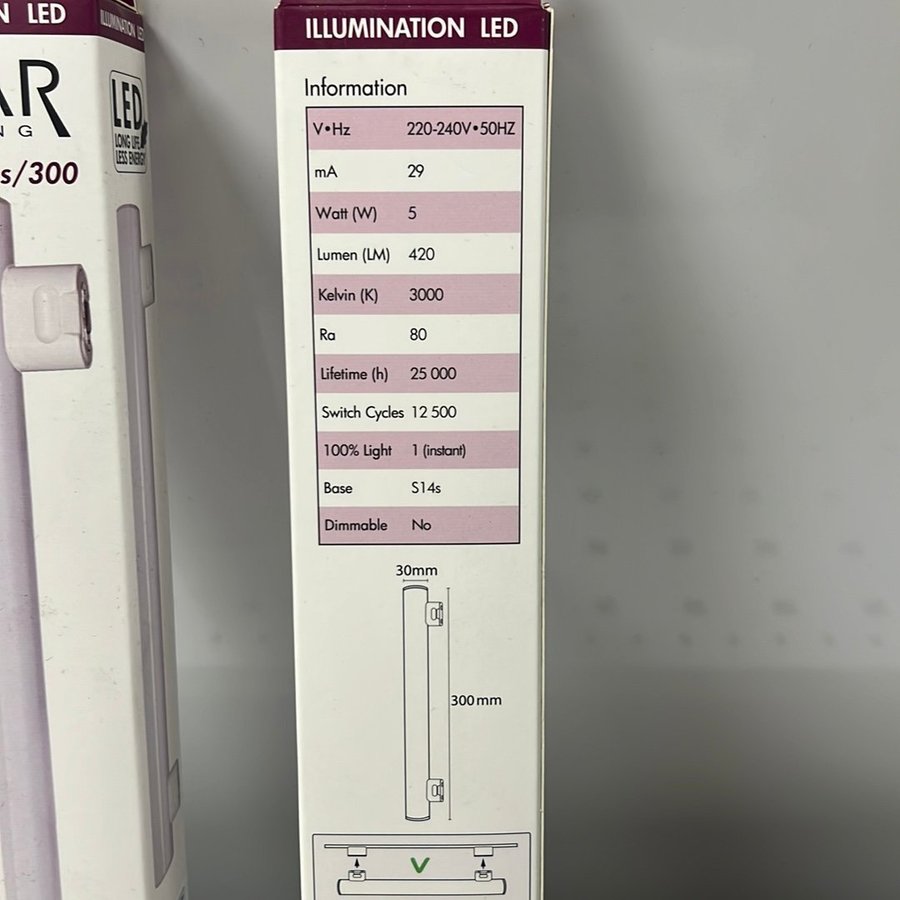 N LED
ILLUMINATION LED
AR
NG
s/300
LED
LONG LIFE
LESS ENERGY
ILLUMINATION LED
Information
V•Hz 220-240V•50HZ
mA 29
Watt (W) 5
Lumen (LM) 420
Kelvin (K) 3000
Ra 80
Lifetime (h) 25 000
Switch Cycles 12 500
100% Light 1 (instant)
Base S14s
Dimmable No
30mm
300mm